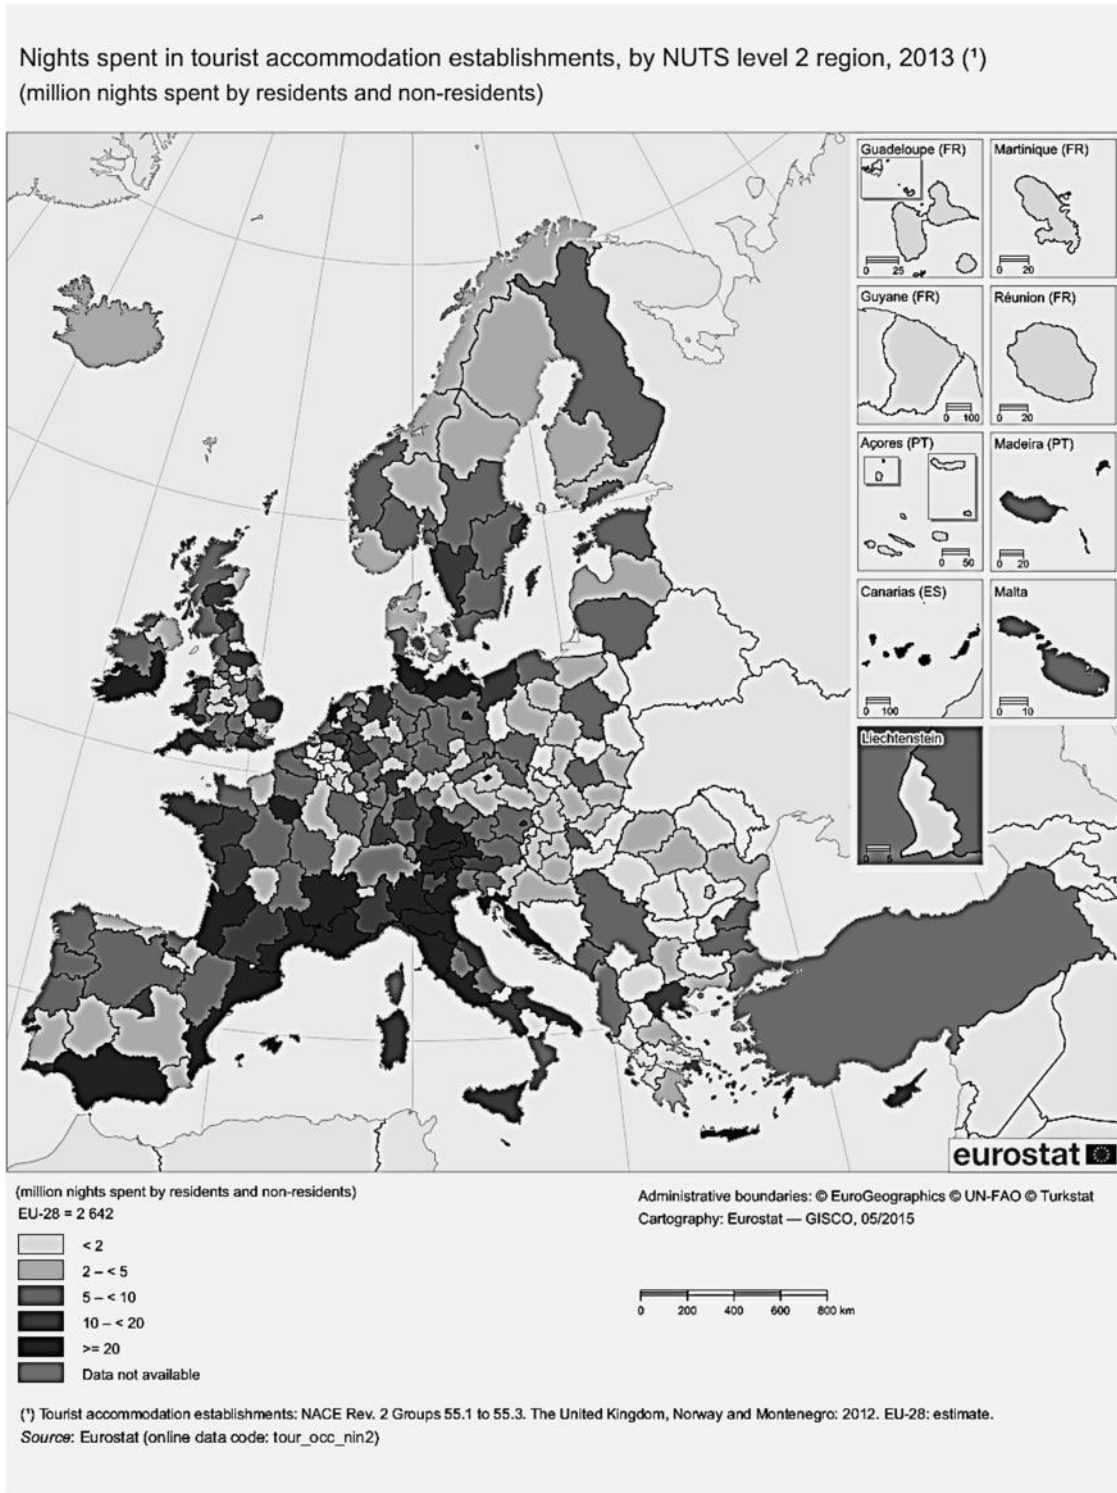 Nights spent in tourist accommodation establishments, by NUTS level 2 region, 2013 (¹)
(million nights spent by residents and non-residents)
Guadeloupe (FR)
0 25
Martinique (FR)
0 20
Guyane (FR)
0 100
Réunion (FR)
0 20
Açores (PT)
0 50
Madeira (PT)
0 20
Canarias (ES)
0 100
Malta
0 10
Liechtenstein
0 5
eurostat
(million nights spent by residents and non-residents)
EU-28 = 2 642
< 2
2 – < 5
5 – < 10
10 – < 20
>= 20
Data not available
Administrative boundaries: © EuroGeographics © UN-FAO © Turkstat
Cartography: Eurostat — GISCO, 05/2015
0 200 400 600 800 km
(¹) Tourist accommodation establishments: NACE Rev. 2 Groups 55.1 to 55.3. The United Kingdom, Norway and Montenegro: 2012. EU-28: estimate.
Source: Eurostat (online data code: tour_occ_nin2)